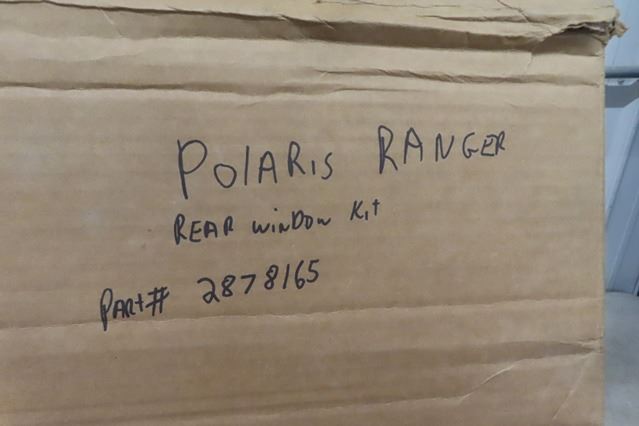 POlARis RANGER
REAR winDow Kit
PARt# 2878165